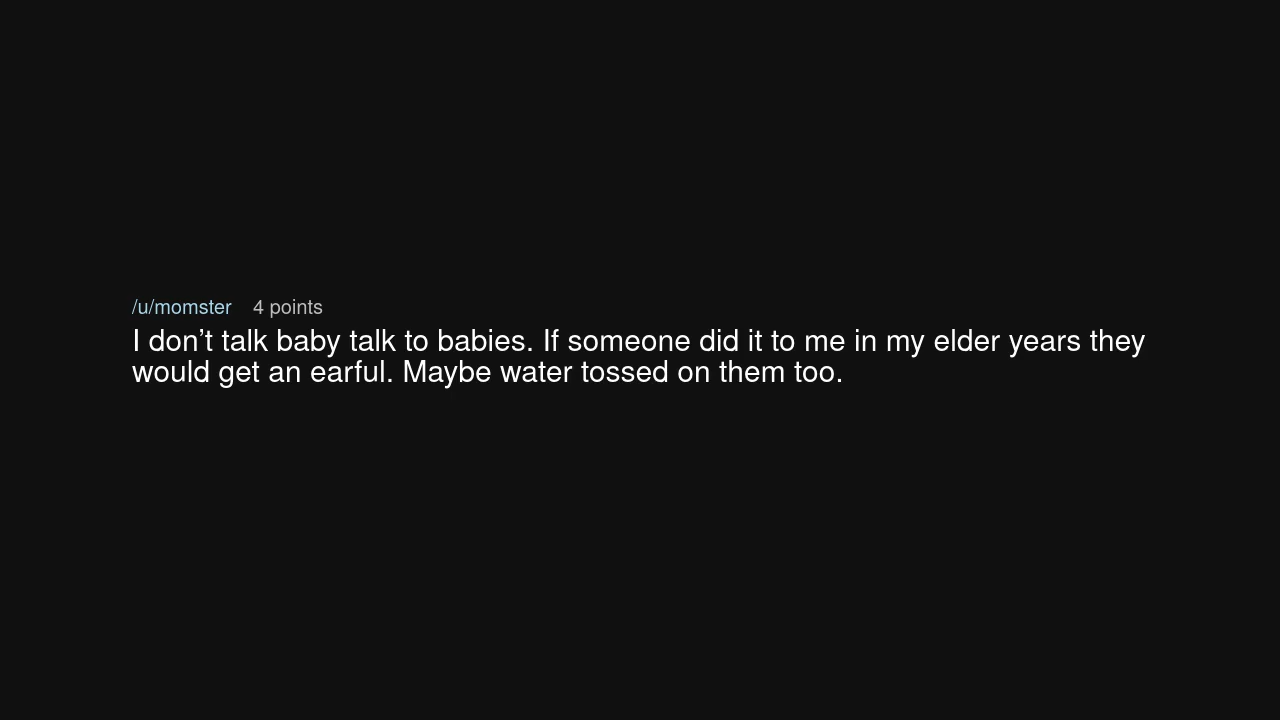 /u/momster 4 points
I don’t talk baby talk to babies. If someone did it to me in my elder years they
would get an earful. Maybe water tossed on them too.